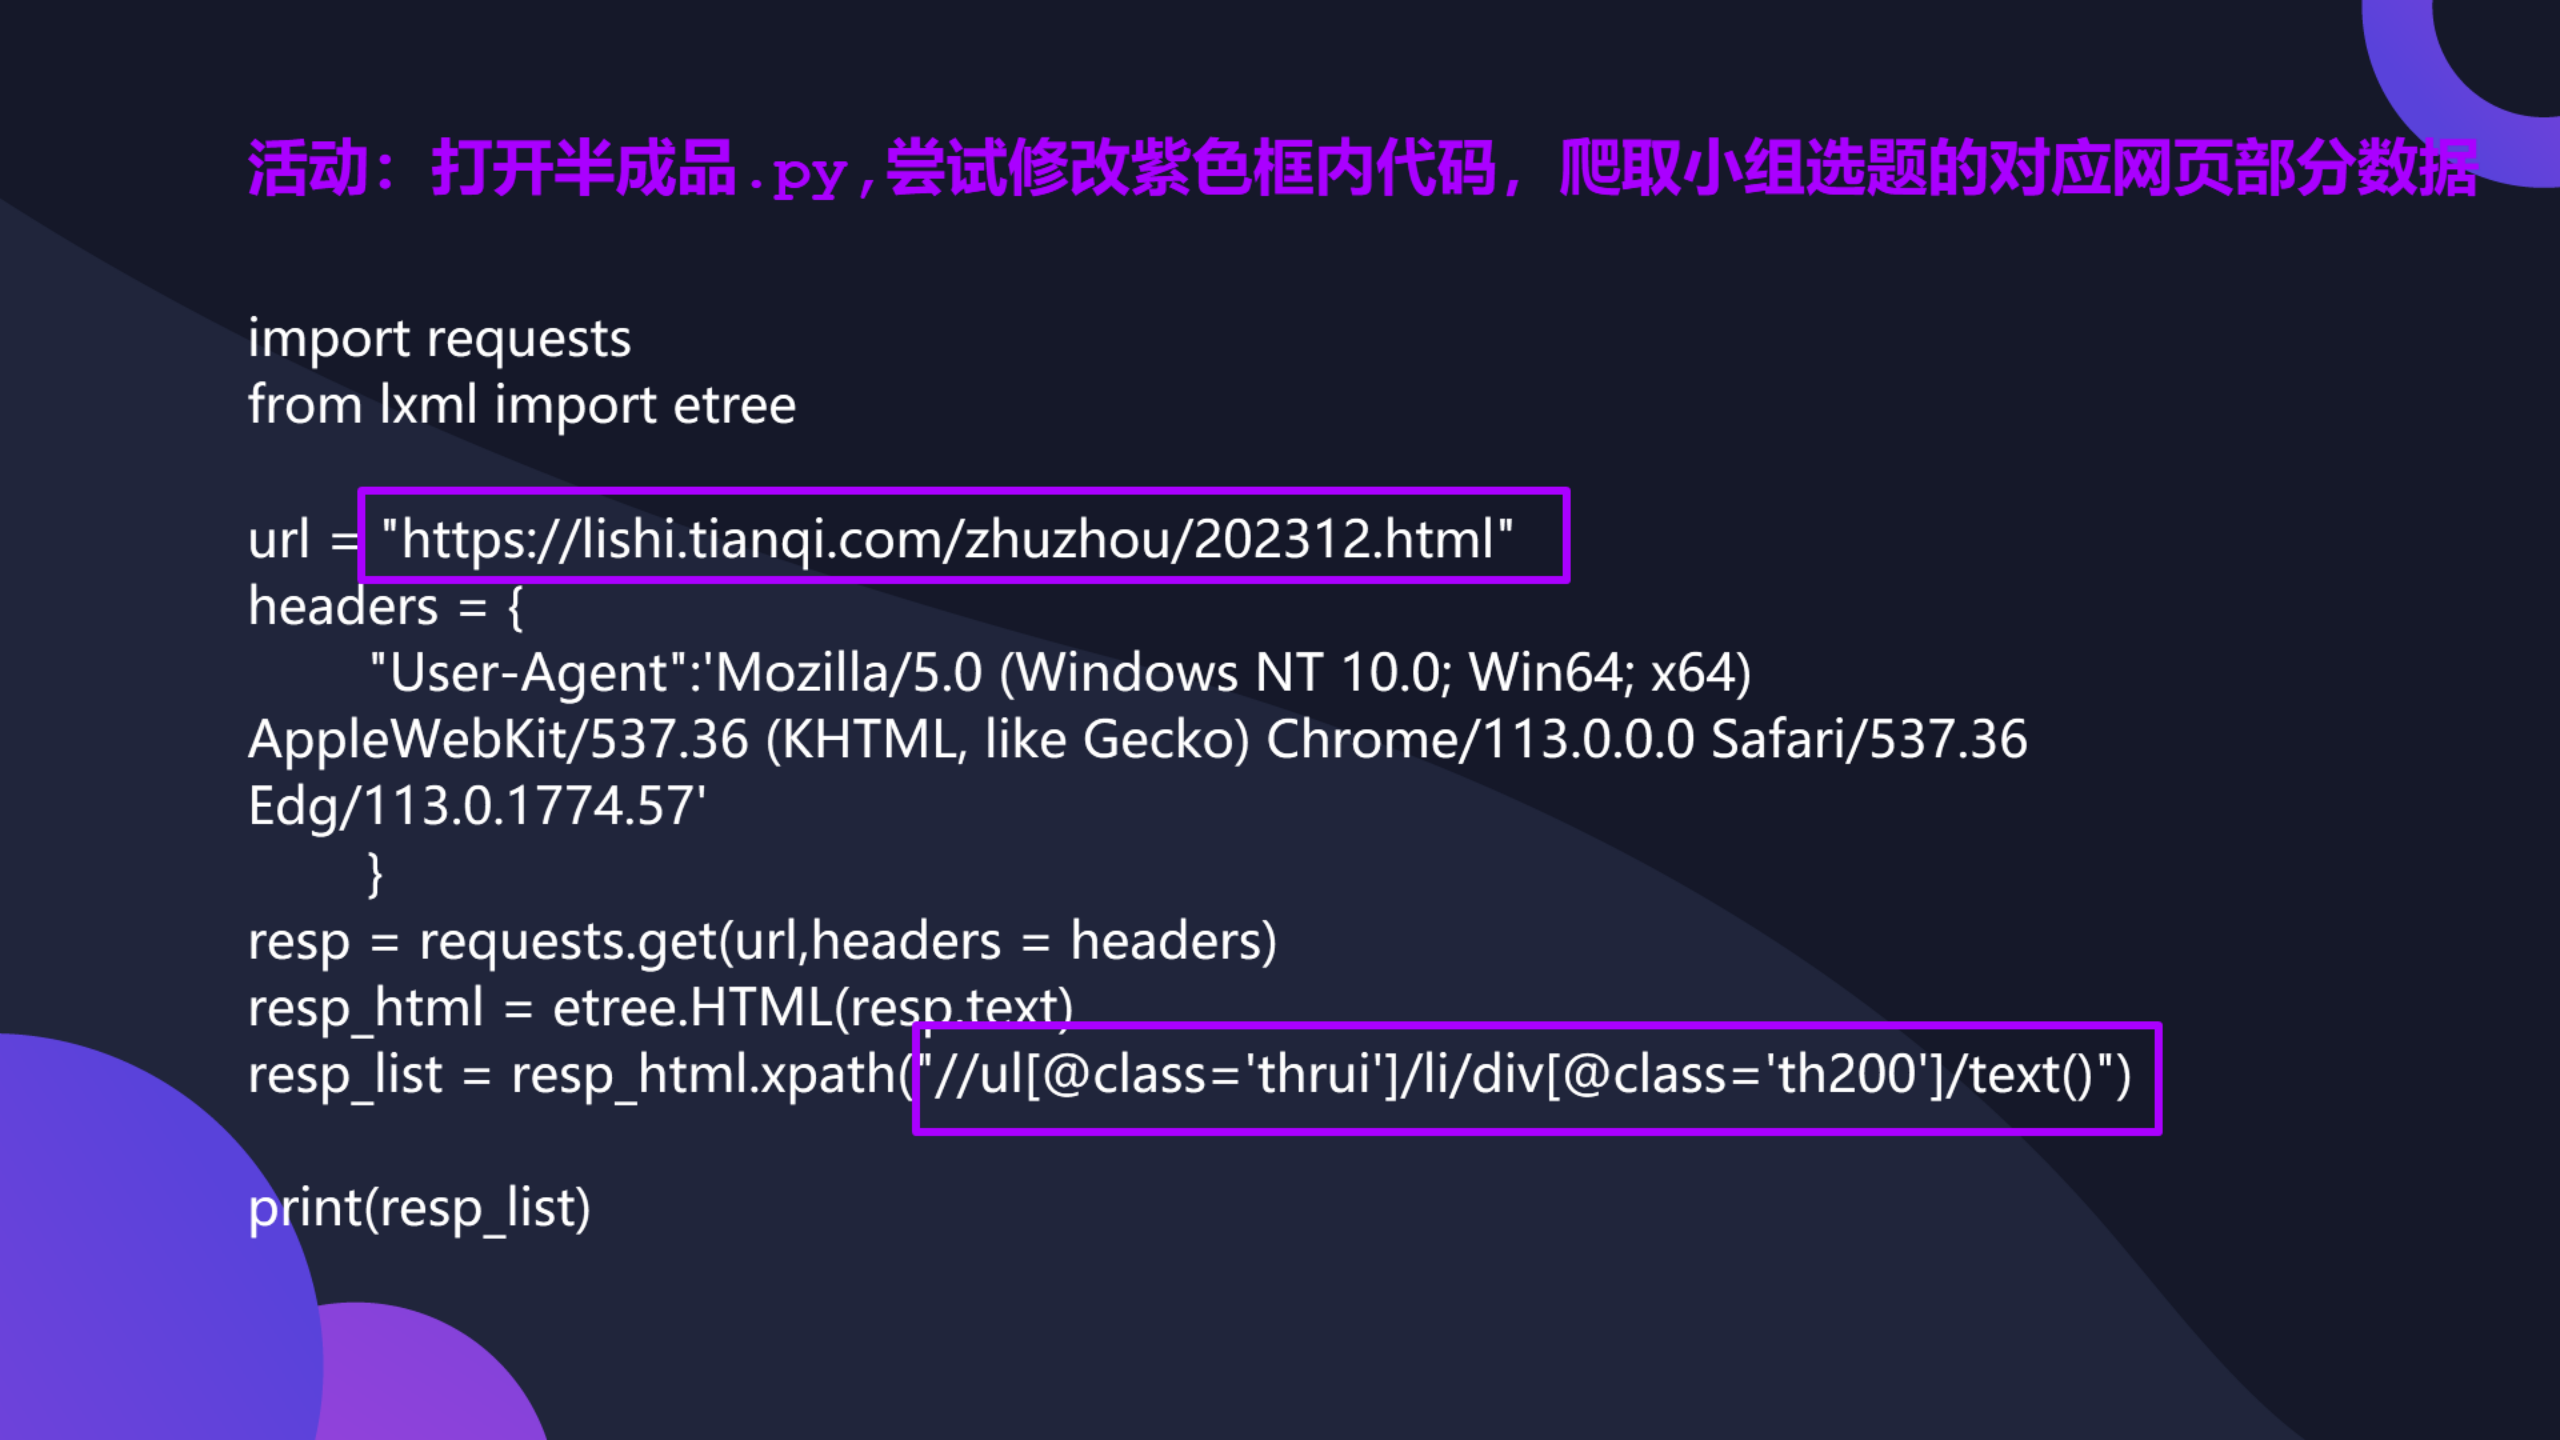 活动：打开半成品.py,尝试修改紫色框内代码，爬取小组选题的对应网页部分数据
import requests
from lxml import etree
url = "https://lishi.tianqi.com/zhuzhou/202312.html"
headers = {
"User-Agent":'Mozilla/5.0 (Windows NT 10.0; Win64; x64)
AppleWebKit/537.36 (KHTML, like Gecko) Chrome/113.0.0.0 Safari/537.36
Edg/113.0.1774.57'
}
resp = requests.get(url,headers = headers)
resp_html = etree.HTML(resp.text)
resp_list = resp_html.xpath("//ul[@class='thrui']/li/div[@class='th200']/text()")
print(resp_list)